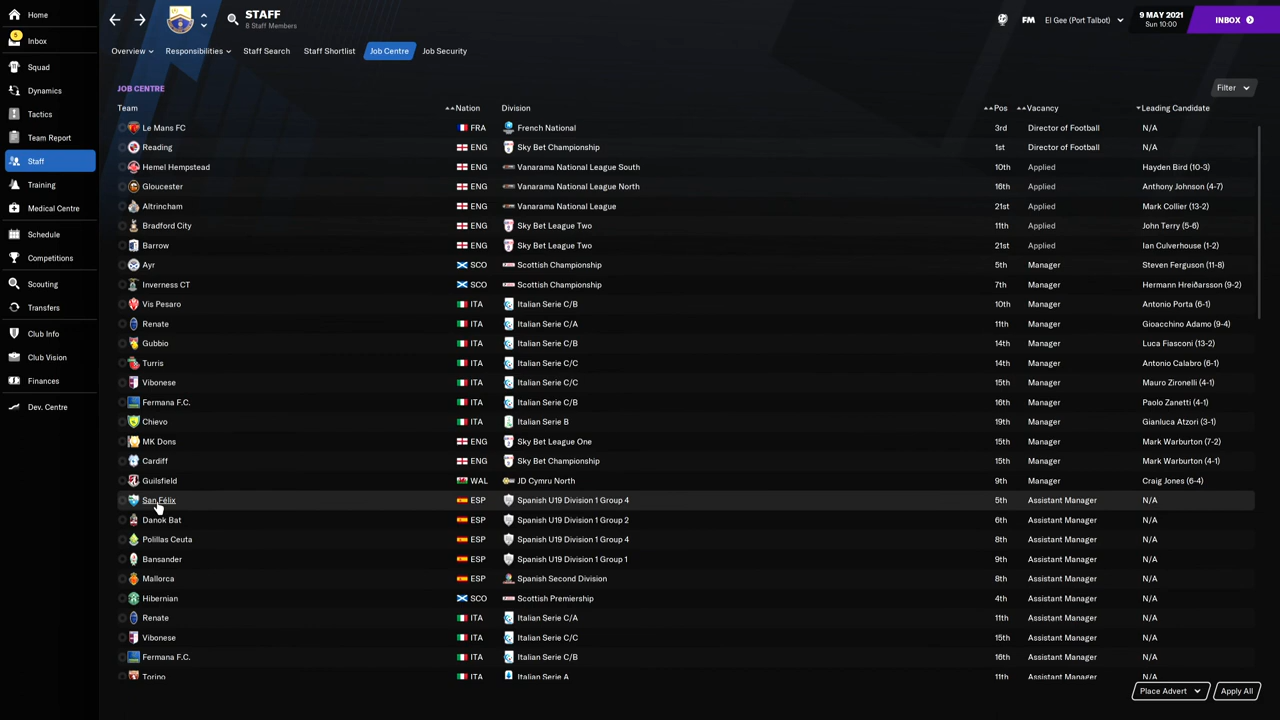 Home
STAFF
8 Staff Members
FM El Gee (Port Talbot)
9 MAY 2021
Sun 10:00
INBOX
5
Inbox
Overview Responsibilities Staff Search Staff Shortlist Job Centre Job Security
Squad
Dynamics
Tactics
Team Report
Staff
Training
Medical Centre
Schedule
Competitions
Scouting
Transfers
Club Info
Club Vision
Finances
Dev. Centre
JOB CENTRE
Filter
Team Nation Division Pos Vacancy Leading Candidate
Le Mans FC FRA French National 3rd Director of Football N/A
Reading ENG Sky Bet Championship 1st Director of Football N/A
Hemel Hempstead ENG Vanarama National League South 10th Applied Hayden Bird (10-3)
Gloucester ENG Vanarama National League North 16th Applied Anthony Johnson (4-7)
Altrincham ENG Vanarama National League 21st Applied Mark Collier (13-2)
Bradford City ENG Sky Bet League Two 11th Applied John Terry (5-6)
Barrow ENG Sky Bet League Two 21st Applied Ian Culverhouse (1-2)
Ayr SCO Scottish Championship 5th Manager Steven Ferguson (11-8)
Inverness CT SCO Scottish Championship 7th Manager Hermann Hreiðarsson (9-2)
Vis Pesaro ITA Italian Serie C/B 10th Manager Antonio Porta (6-1)
Renate ITA Italian Serie C/A 11th Manager Gioacchino Adamo (9-4)
Gubbio ITA Italian Serie C/B 14th Manager Luca Fiasconi (13-2)
Turris ITA Italian Serie C/C 14th Manager Antonio Calabro (6-1)
Vibonese ITA Italian Serie C/C 15th Manager Mauro Zironelli (4-1)
Fermana F.C. ITA Italian Serie C/B 16th Manager Paolo Zanetti (4-1)
Chievo ITA Italian Serie B 19th Manager Gianluca Atzori (3-1)
MK Dons ENG Sky Bet League One 15th Manager Mark Warburton (7-2)
Cardiff ENG Sky Bet Championship 15th Manager Mark Warburton (4-1)
Guilsfield WAL JD Cymru North 9th Manager Craig Jones (6-4)
San Félix ESP Spanish U19 Division 1 Group 4 5th Assistant Manager N/A
Danok Bat ESP Spanish U19 Division 1 Group 2 6th Assistant Manager N/A
Polillas Ceuta ESP Spanish U19 Division 1 Group 4 8th Assistant Manager N/A
Bansander ESP Spanish U19 Division 1 Group 1 9th Assistant Manager N/A
Mallorca ESP Spanish Second Division 8th Assistant Manager N/A
Hibernian SCO Scottish Premiership 4th Assistant Manager N/A
Renate ITA Italian Serie C/A 11th Assistant Manager N/A
Vibonese ITA Italian Serie C/C 15th Assistant Manager N/A
Fermana F.C. ITA Italian Serie C/B 16th Assistant Manager N/A
Torino ITA Italian Serie A 11th Assistant Manager N/A
Place Advert Apply All